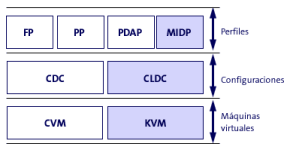 FP PP PDAP MIDP Perfiles
CDC CLDC Configuraciones
CVM KVM Máquinas
virtuales